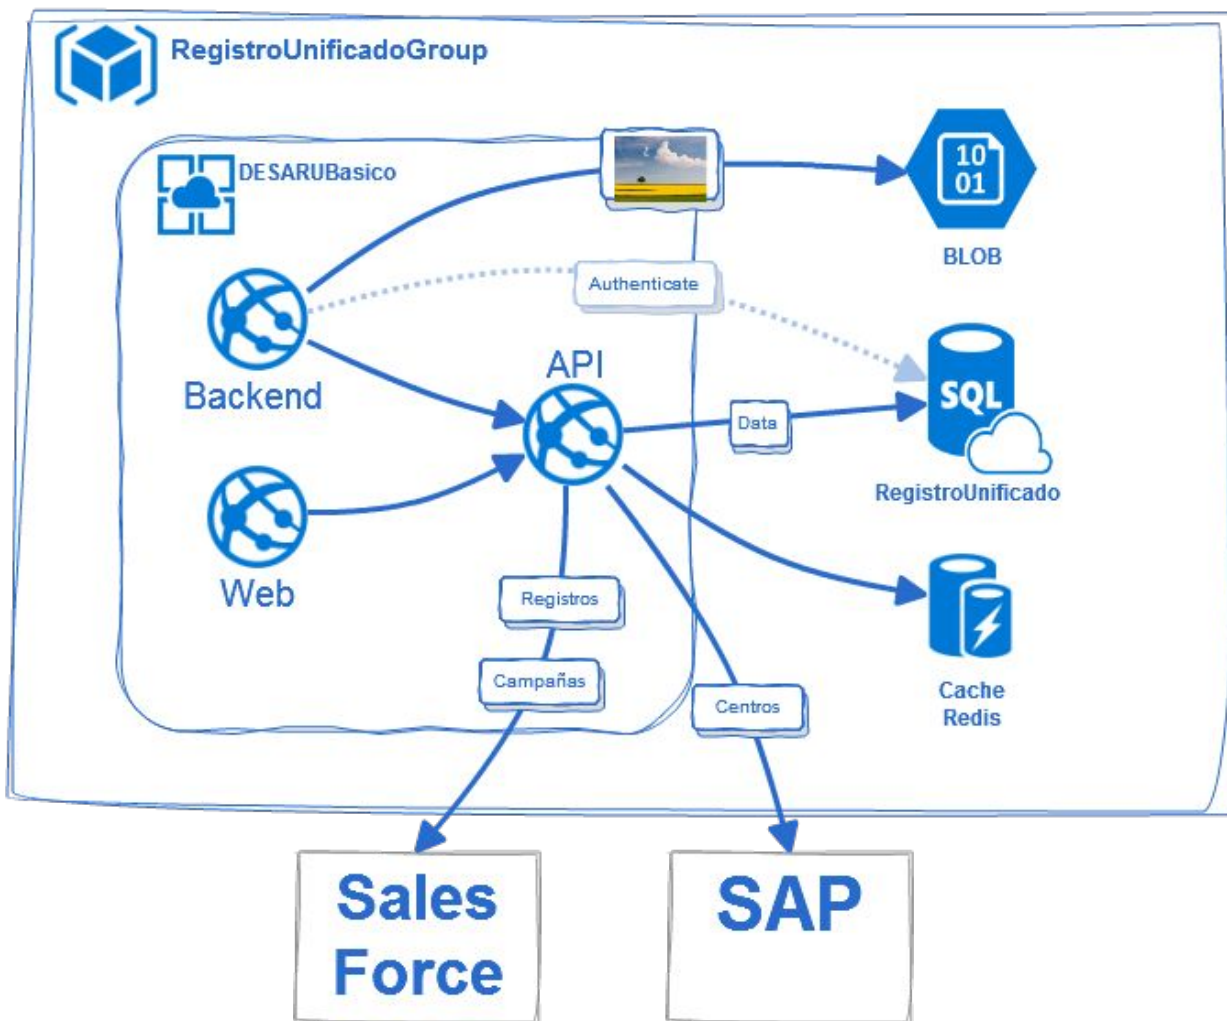 RegistroUnificadoGroup
DESARUBasico
10
01
BLOB
Authenticate
Backend
API
SQL
Data
RegistroUnificado
Web
Registros
Campañas
Centros
Cache
Redis
Sales
Force
SAP